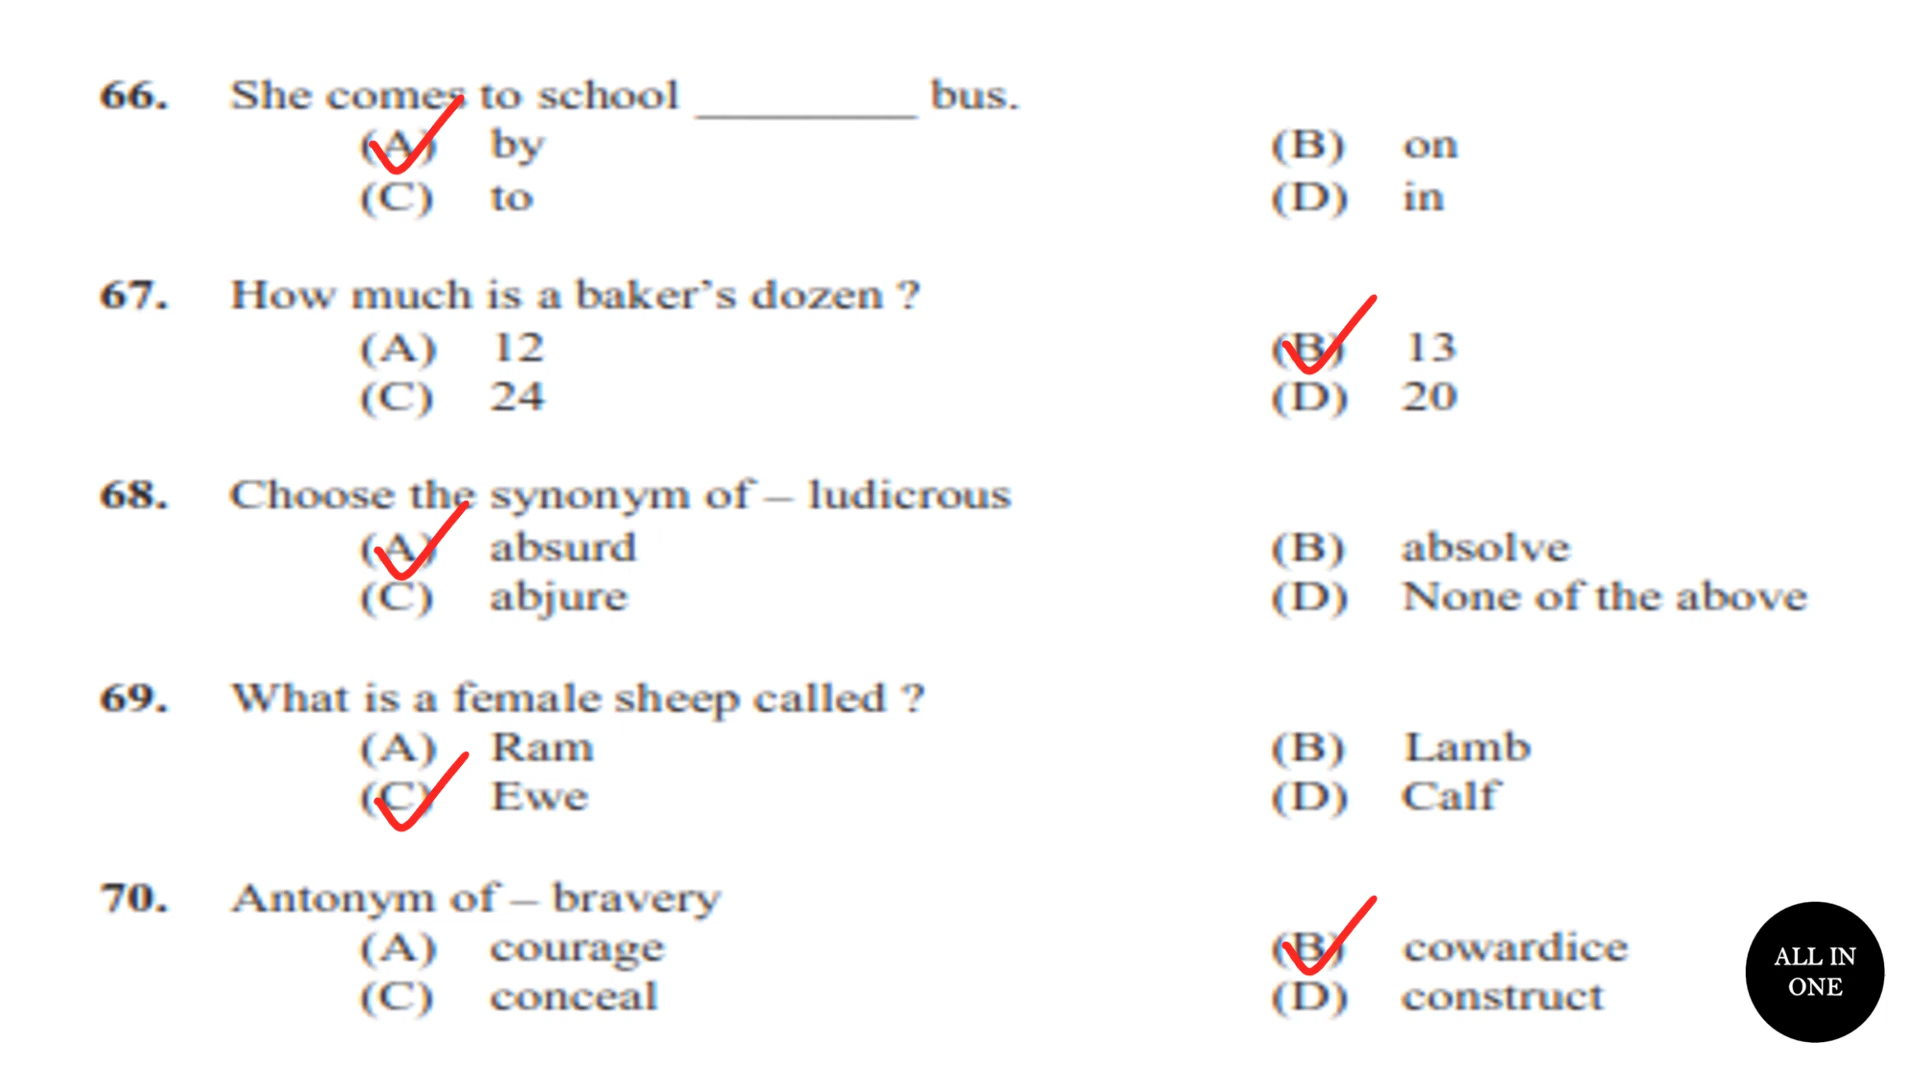 66. She comes to school ________ bus.
(A) by (B) on
(C) to (D) in
67. How much is a baker's dozen ?
(A) 12 (B) 13
(C) 24 (D) 20
68. Choose the synonym of – ludicrous
(A) absurd (B) absolve
(C) abjure (D) None of the above
69. What is a female sheep called ?
(A) Ram (B) Lamb
(C) Ewe (D) Calf
70. Antonym of – bravery
(A) courage (B) cowardice
(C) conceal (D) construct
ALL IN
ONE